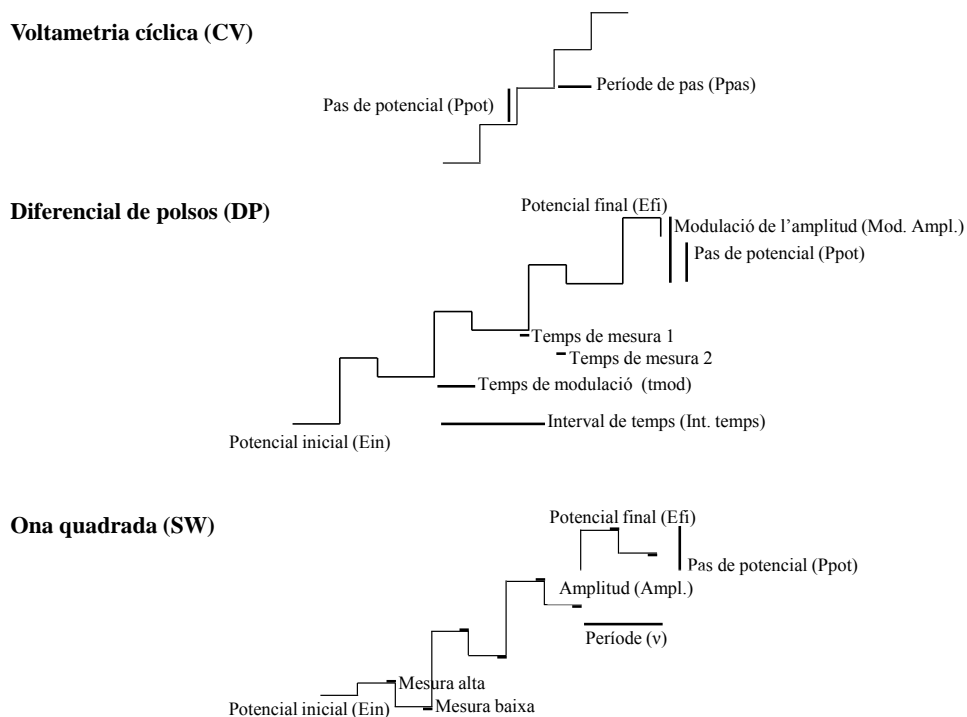 Voltametria cíclica (CV)
Període de pas (Ppas)
Pas de potencial (Ppot)
Diferencial de polsos (DP)
Potencial final (Efi)
Modulació de l'amplitud (Mod. Ampl.)
Pas de potencial (Ppot)
Temps de mesura 1
Temps de mesura 2
Temps de modulació (tmod)
Interval de temps (Int. temps)
Potencial inicial (Ein)
Ona quadrada (SW)
Potencial final (Efi)
Pas de potencial (Ppot)
Amplitud (Ampl.)
Període (ν)
Mesura alta
Potencial inicial (Ein)
Mesura baixa